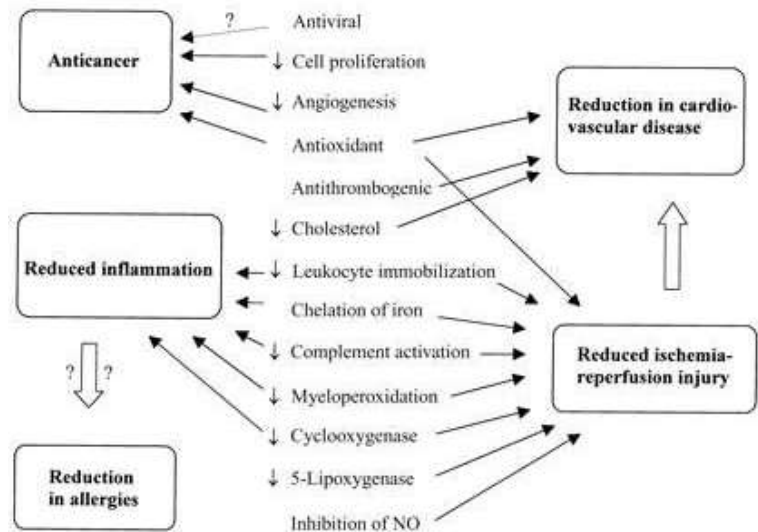 ?
Antiviral
Anticancer
↓ Cell proliferation
↓ Angiogenesis
Antioxidant
Reduction in cardio-
vascular disease
Antithrombogenic
↓ Cholesterol
Reduced inflammation
↓ Leukocyte immobilization
Chelation of iron
↓ Complement activation
Reduced ischemia-
reperfusion injury
? ?
↓ Myeloperoxidation
↓ Cyclooxygenase
Reduction
in allergies
↓ 5-Lipoxygenase
Inhibition of NO